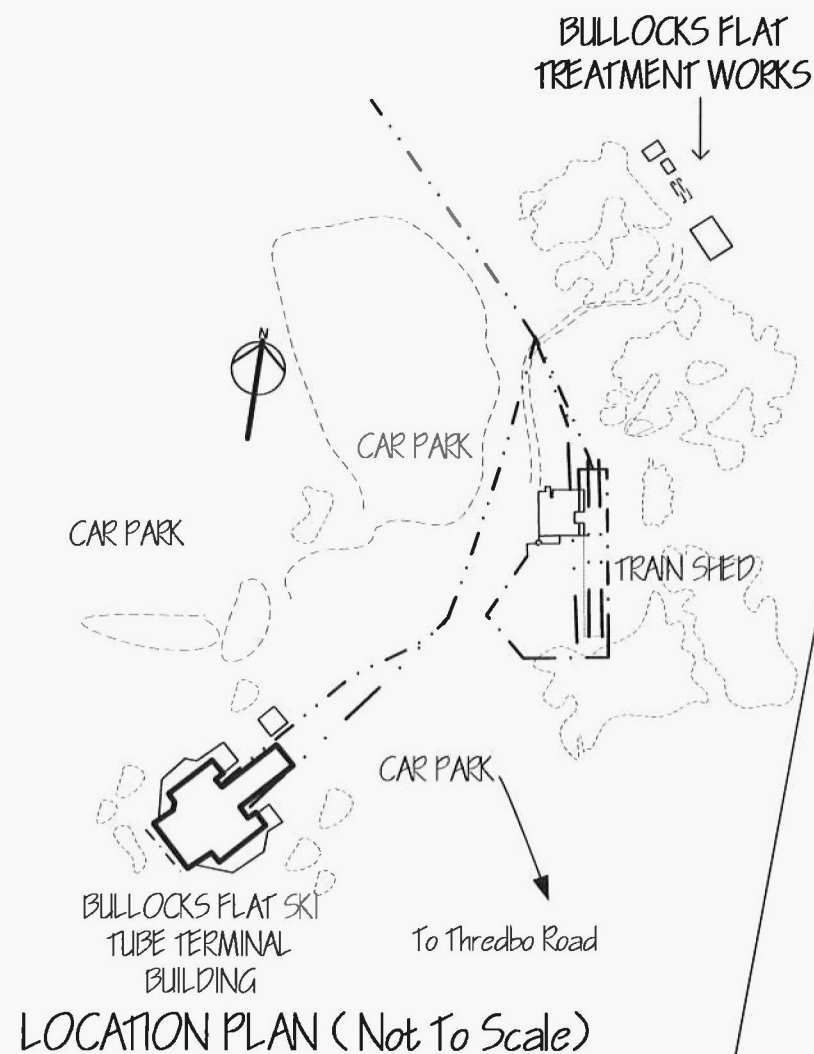 BULLOCKS FLAT
TREATMENT WORKS
N
CAR PARK
CAR PARK
TRAIN SHED
CAR PARK
BULLOCKS FLAT SKI
TUBE TERMINAL
BUILDING
To Thredbo Road
LOCATION PLAN ( Not To Scale)